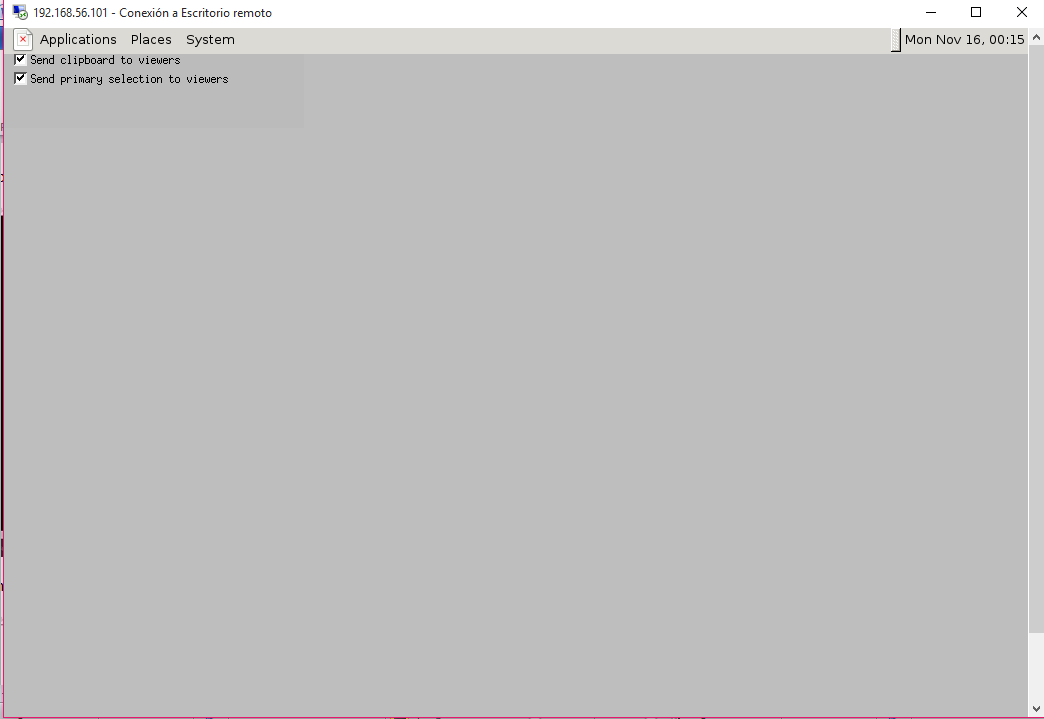 192.168.56.101 - Conexión a Escritorio remoto
Applications Places System Mon Nov 16, 00:15
Send clipboard to viewers
Send primary selection to viewers